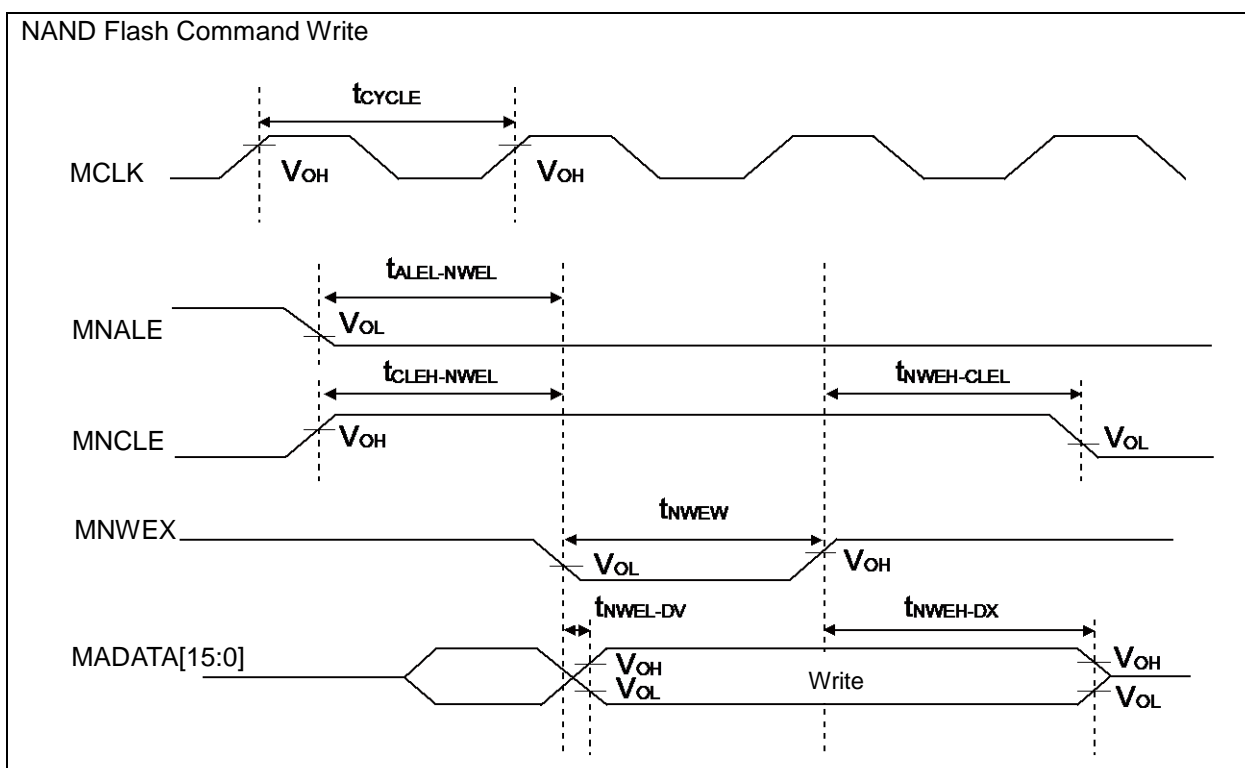 NAND Flash Command Write
tCYCLE
MCLK
VOH
VOH
tALEL-NWEL
MNALE
VOL
tCLEH-NWEL
tNWEH-CLEL
MNCLE
VOH
VOL
MNWEX
tNWEW
VOL
VOH
tNWEL-DV
tNWEH-DX
MADATA[15:0]
VOH
VOL
Write
VOH
VOL